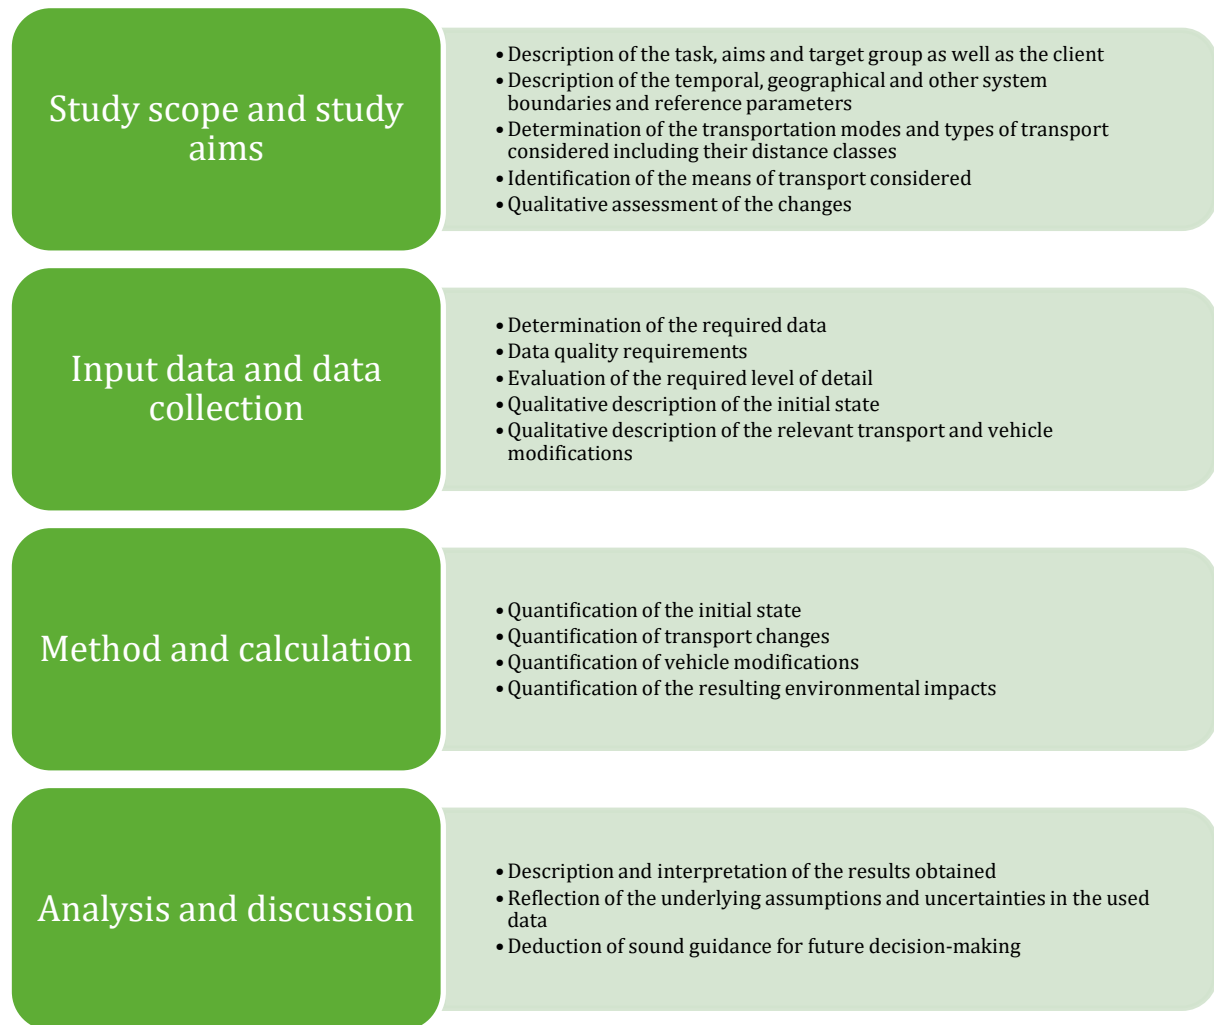 Study scope and study
aims
• Description of the task, aims and target group as well as the client
• Description of the temporal, geographical and other system
boundaries and reference parameters
• Determination of the transportation modes and types of transport
considered including their distance classes
• Identification of the means of transport considered
• Qualitative assessment of the changes
Input data and data
collection
• Determination of the required data
• Data quality requirements
• Evaluation of the required level of detail
• Qualitative description of the initial state
• Qualitative description of the relevant transport and vehicle
modifications
Method and calculation
• Quantification of the initial state
• Quantification of transport changes
• Quantification of vehicle modifications
• Quantification of the resulting environmental impacts
Analysis and discussion
• Description and interpretation of the results obtained
• Reflection of the underlying assumptions and uncertainties in the used
data
• Deduction of sound guidance for future decision-making